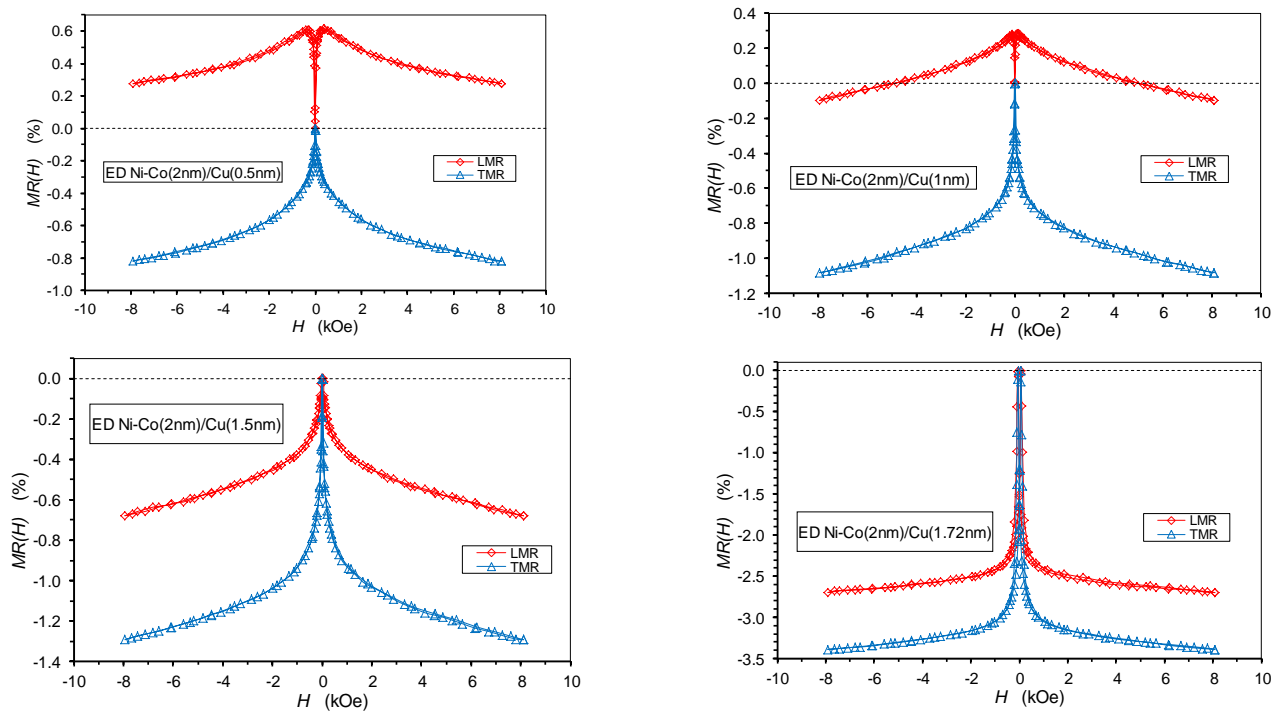 0.6
0.4
0.2
0.0
-0.2
-0.4
-0.6
-0.8
-1.0
MR(H) (%)
ED Ni-Co(2nm)/Cu(0.5nm)
LMR
TMR
-10 -8 -6 -4 -2 0 2 4 6 8 10
H (kOe)
0.4
0.2
0.0
-0.2
-0.4
-0.6
-0.8
-1.0
-1.2
MR(H) (%)
ED Ni-Co(2nm)/Cu(1nm)
LMR
TMR
-10 -8 -6 -4 -2 0 2 4 6 8 10
H (kOe)
0.0
-0.2
-0.4
-0.6
-0.8
-1.0
-1.2
-1.4
MR(H) (%)
ED Ni-Co(2nm)/Cu(1.5nm)
LMR
TMR
-10 -8 -6 -4 -2 0 2 4 6 8 10
H (kOe)
0.0
-0.5
-1.0
-1.5
-2.0
-2.5
-3.0
-3.5
MR(H) (%)
ED Ni-Co(2nm)/Cu(1.72nm)
LMR
TMR
-10 -8 -6 -4 -2 0 2 4 6 8 10
H (kOe)